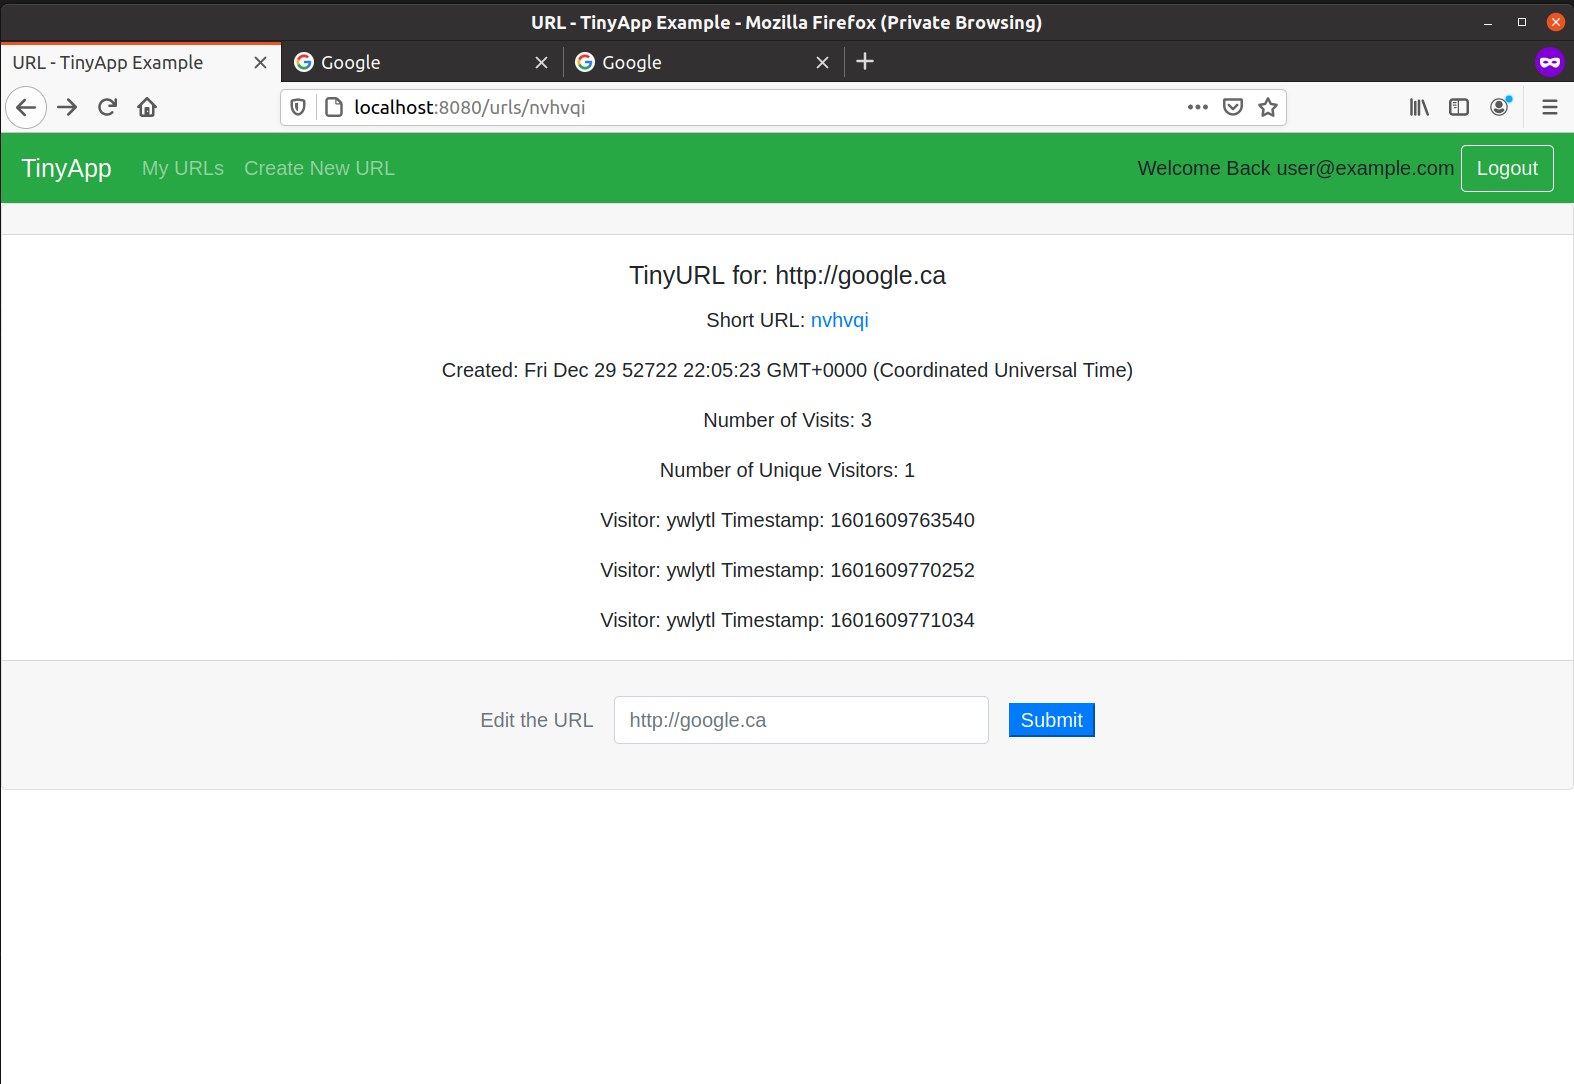 URL - TinyApp Example - Mozilla Firefox (Private Browsing)
URL - TinyApp Example
Google
Google
localhost:8080/urls/nvhvqi
TinyApp
My URLs
Create New URL
Welcome Back user@example.com
Logout
TinyURL for: http://google.ca
Short URL: nvhvqi
Created: Fri Dec 29 52722 22:05:23 GMT+0000 (Coordinated Universal Time)
Number of Visits: 3
Number of Unique Visitors: 1
Visitor: ywlytl Timestamp: 1601609763540
Visitor: ywlytl Timestamp: 1601609770252
Visitor: ywlytl Timestamp: 1601609771034
Edit the URL
http://google.ca
Submit